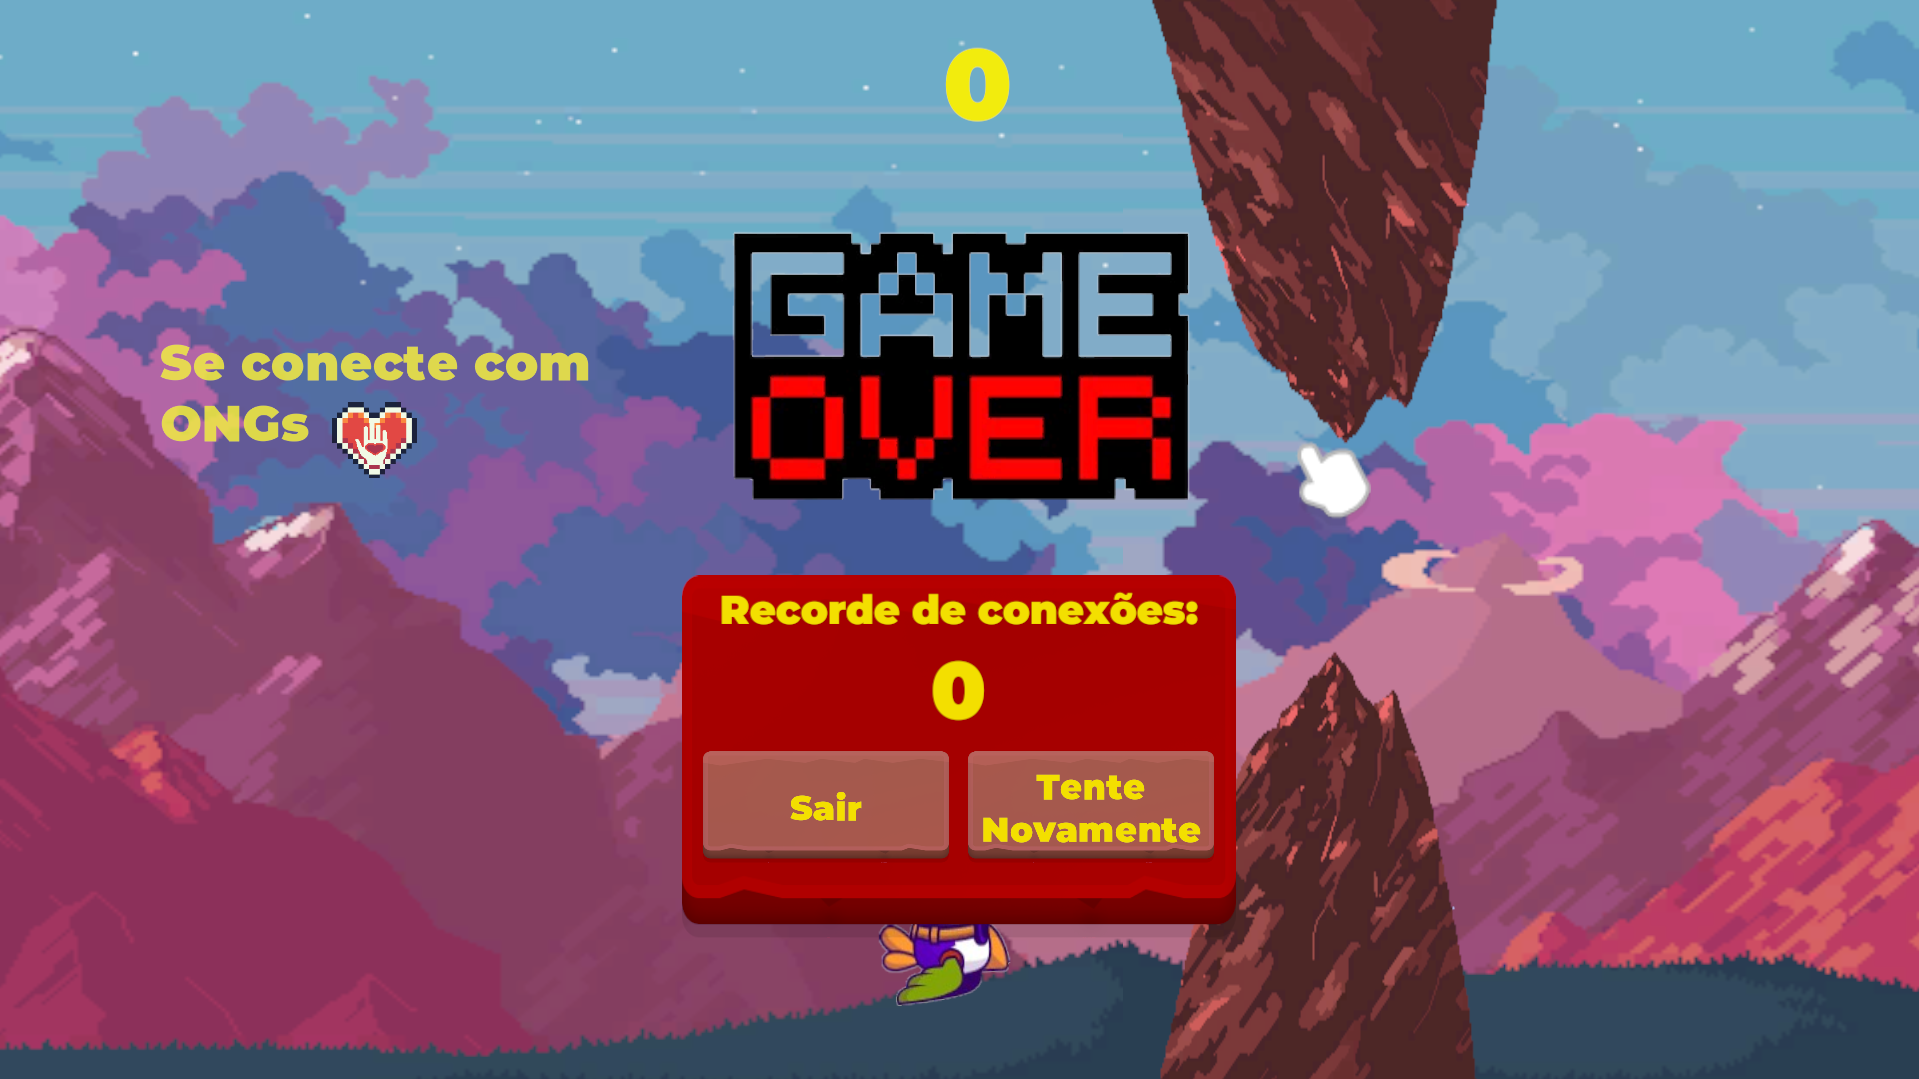 0
GAME
OVER
Se conecte com
ONGs
Recorde de conexões:
0
Sair
Tente
Novamente